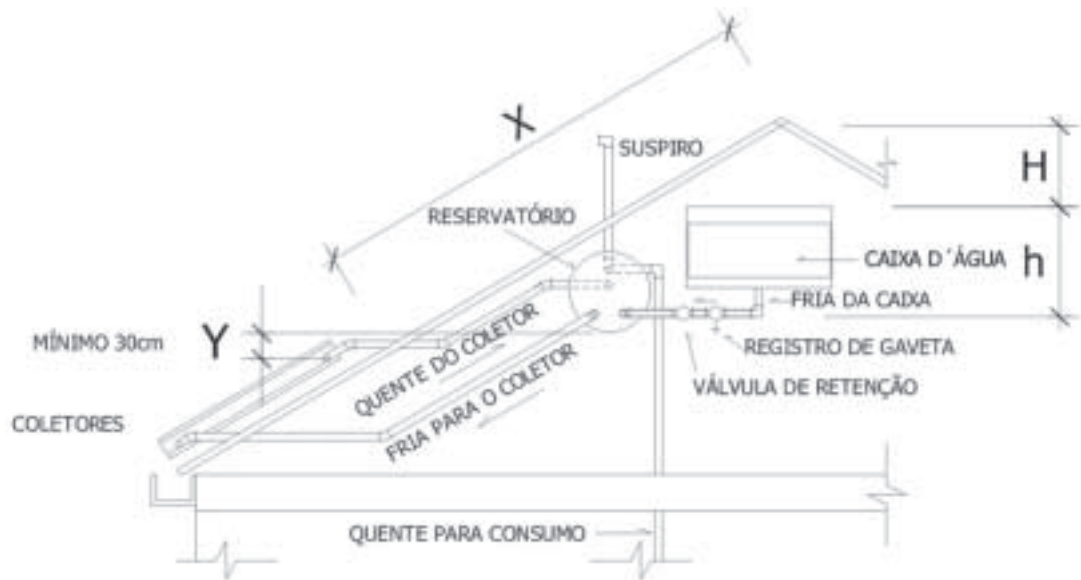 X
SUSPIRO
H
RESERVATÓRIO
CAIXA D´ÁGUA
h
FRIA DA CAIXA
MÍNIMO 30cm
Y
REGISTRO DE GAVETA
QUENTE DO COLETOR
VÁLVULA DE RETENÇÃO
FRIA PARA O COLETOR
COLETORES
QUENTE PARA CONSUMO